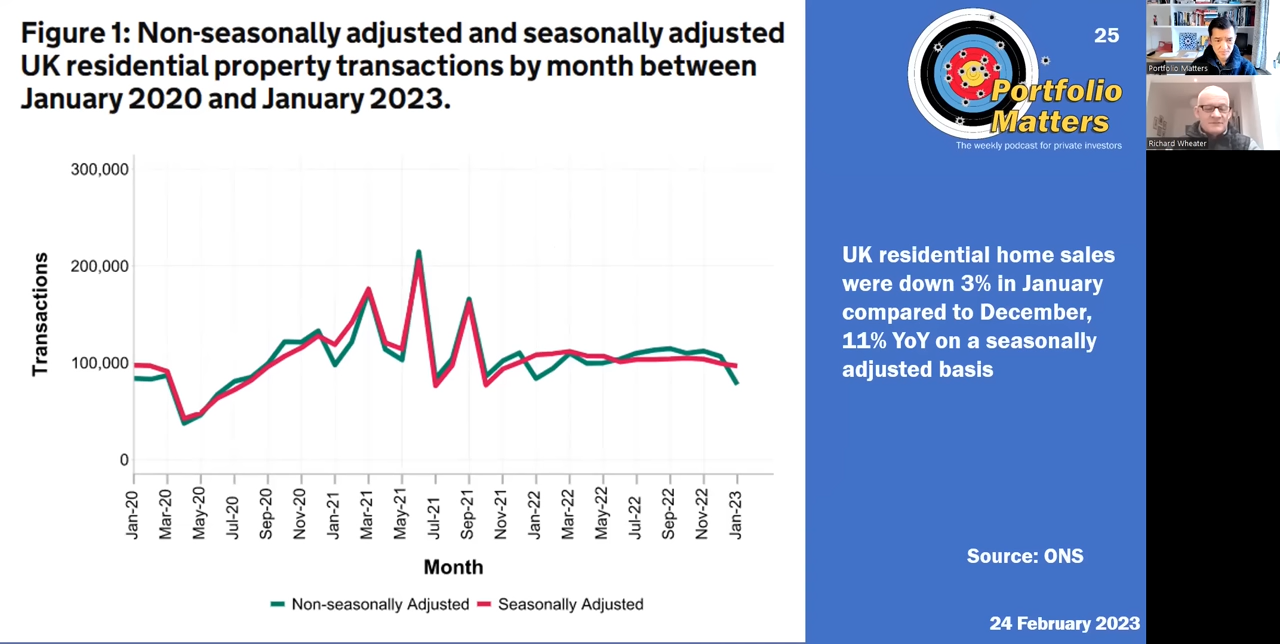 Figure 1: Non-seasonally adjusted and seasonally adjusted
UK residential property transactions by month between
January 2020 and January 2023.
Transactions
300,000
200,000
100,000
0
Jan-20
Mar-20
May-20
Jul-20
Sep-20
Nov-20
Jan-21
Mar-21
May-21
Jul-21
Sep-21
Nov-21
Jan-22
Mar-22
May-22
Jul-22
Sep-22
Nov-22
Jan-23
Month
Non-seasonally Adjusted
Seasonally Adjusted
25
Portfolio
Matters
The weekly podcast for private investors
UK residential home sales
were down 3% in January
compared to December,
11% YoY on a seasonally
adjusted basis
Source: ONS
24 February 2023
Portfolio Matters
Richard Wheater